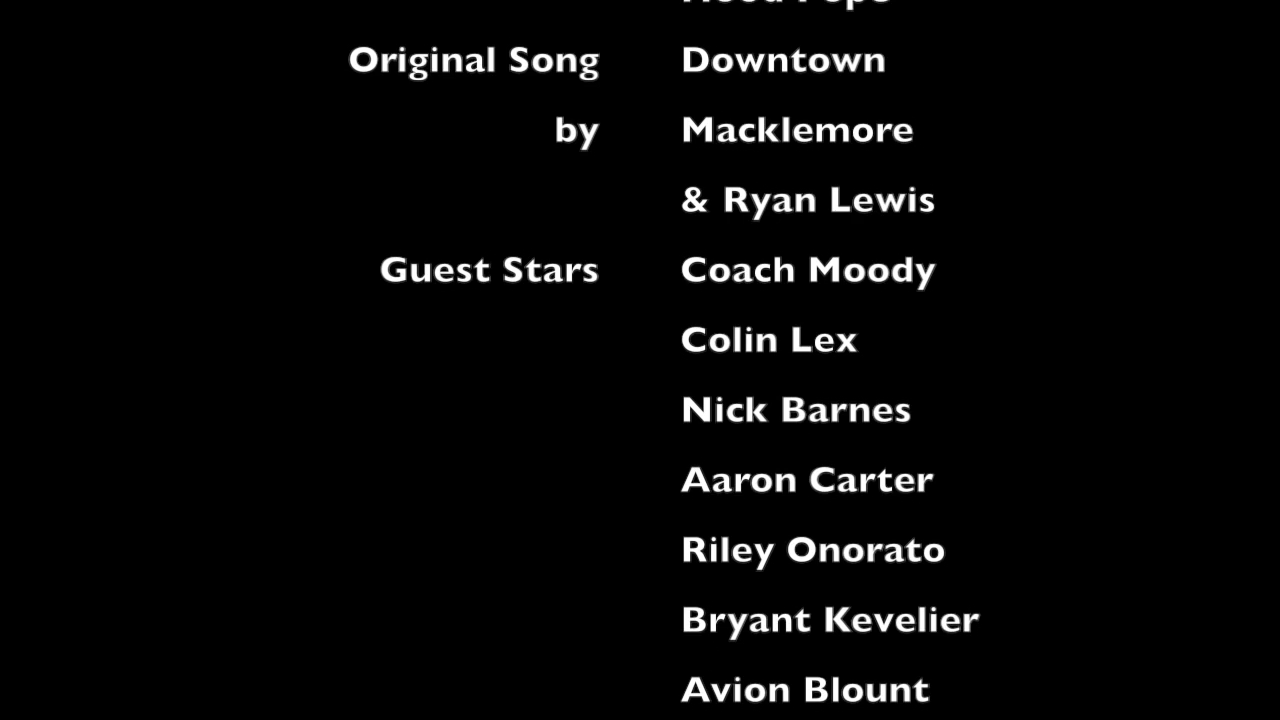 Original Song Downtown
by Macklemore
& Ryan Lewis
Guest Stars Coach Moody
Colin Lex
Nick Barnes
Aaron Carter
Riley Onorato
Bryant Kevelier
Avion Blount